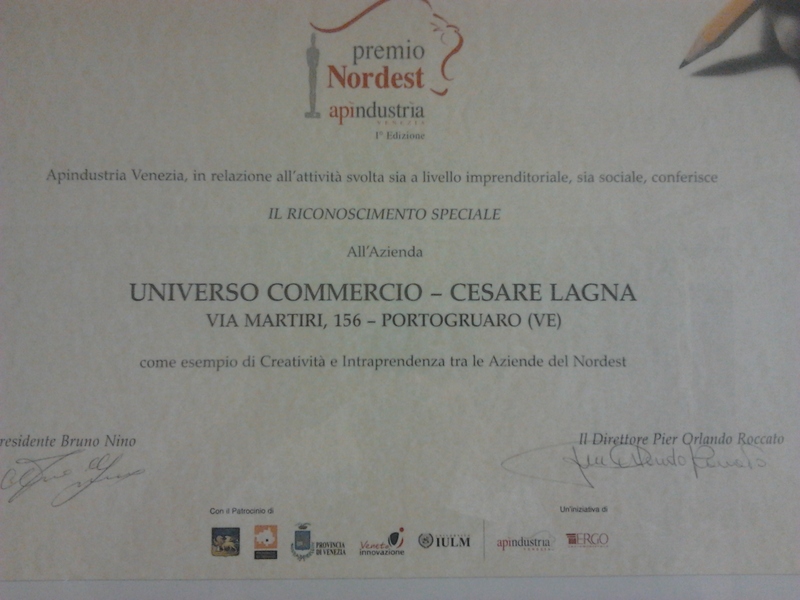 premio
Nordest
apindustria
venezia
1ª Edizione
Apindustria Venezia, in relazione all'attività svolta sia a livello imprenditoriale, sia sociale, conferisce
IL RICONOSCIMENTO SPECIALE
All'Azienda
UNIVERSO COMMERCIO – CESARE LAGNA
VIA MARTIRI, 156 – PORTOGRUARO (VE)
come esempio di Creatività e Intraprendenza tra le Aziende del Nordest
residente Bruno Nino
Il Direttore Pier Orlando Roccato
Con il Patrocinio di
Un'iniziativa di
PROVINCIA
DI VENEZIA
Veneto
innovazione
IULM
apindustria
venezia
ERGO